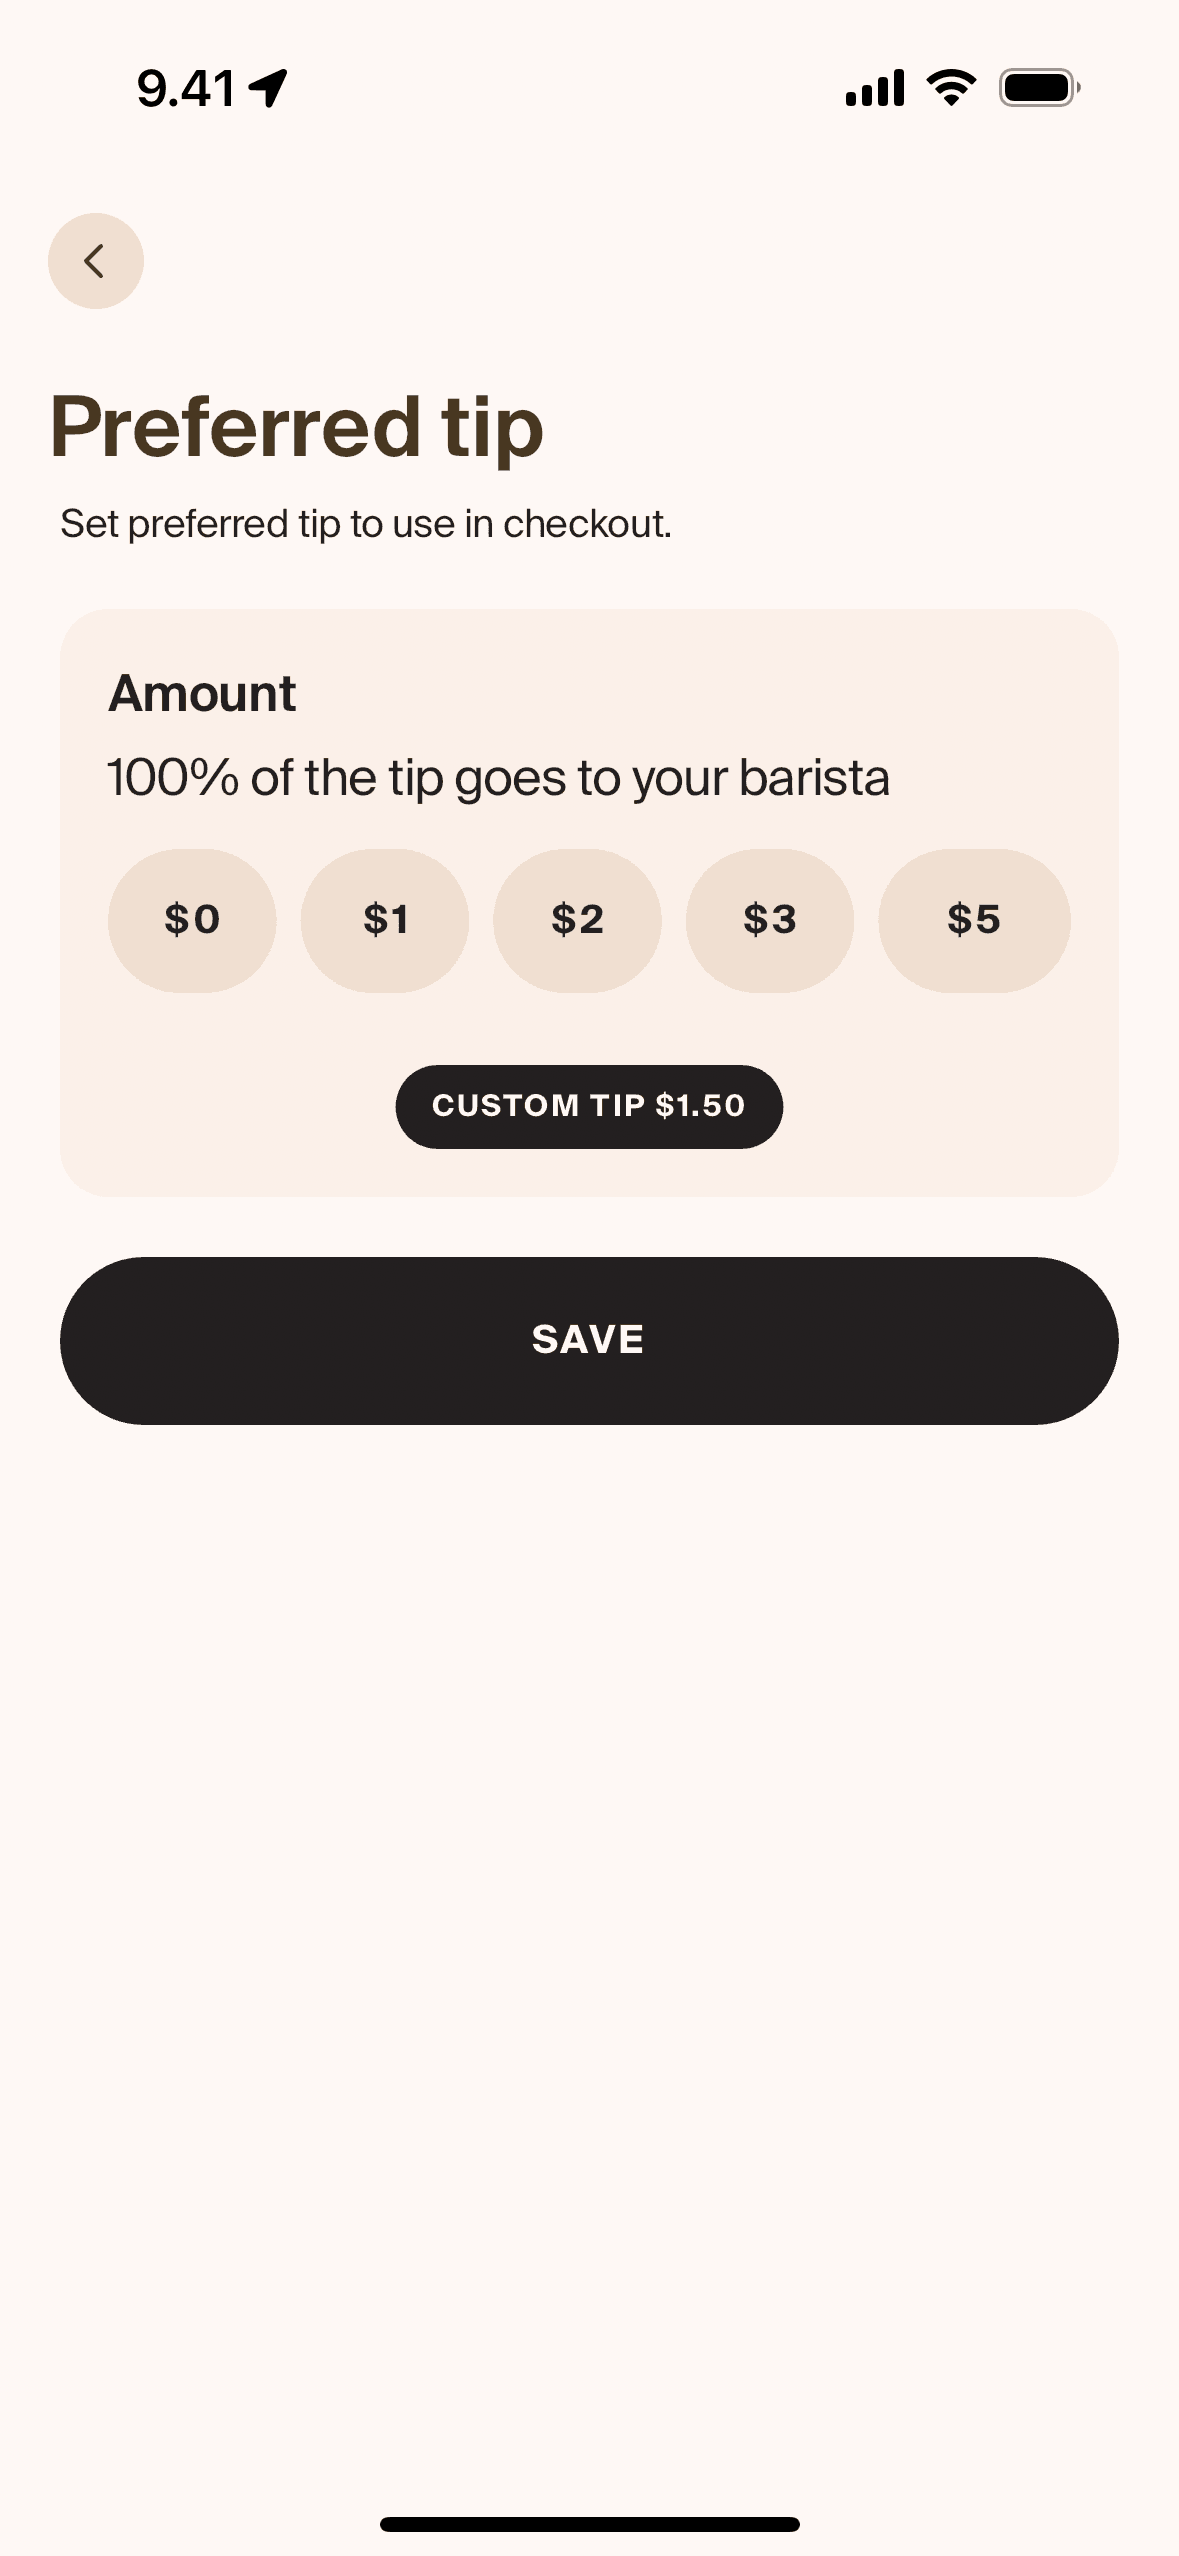 9.41
Preferred tip
Set preferred tip to use in checkout.
Amount
100% of the tip goes to your barista
$0 $1 $2 $3 $5
CUSTOM TIP $1.50
SAVE